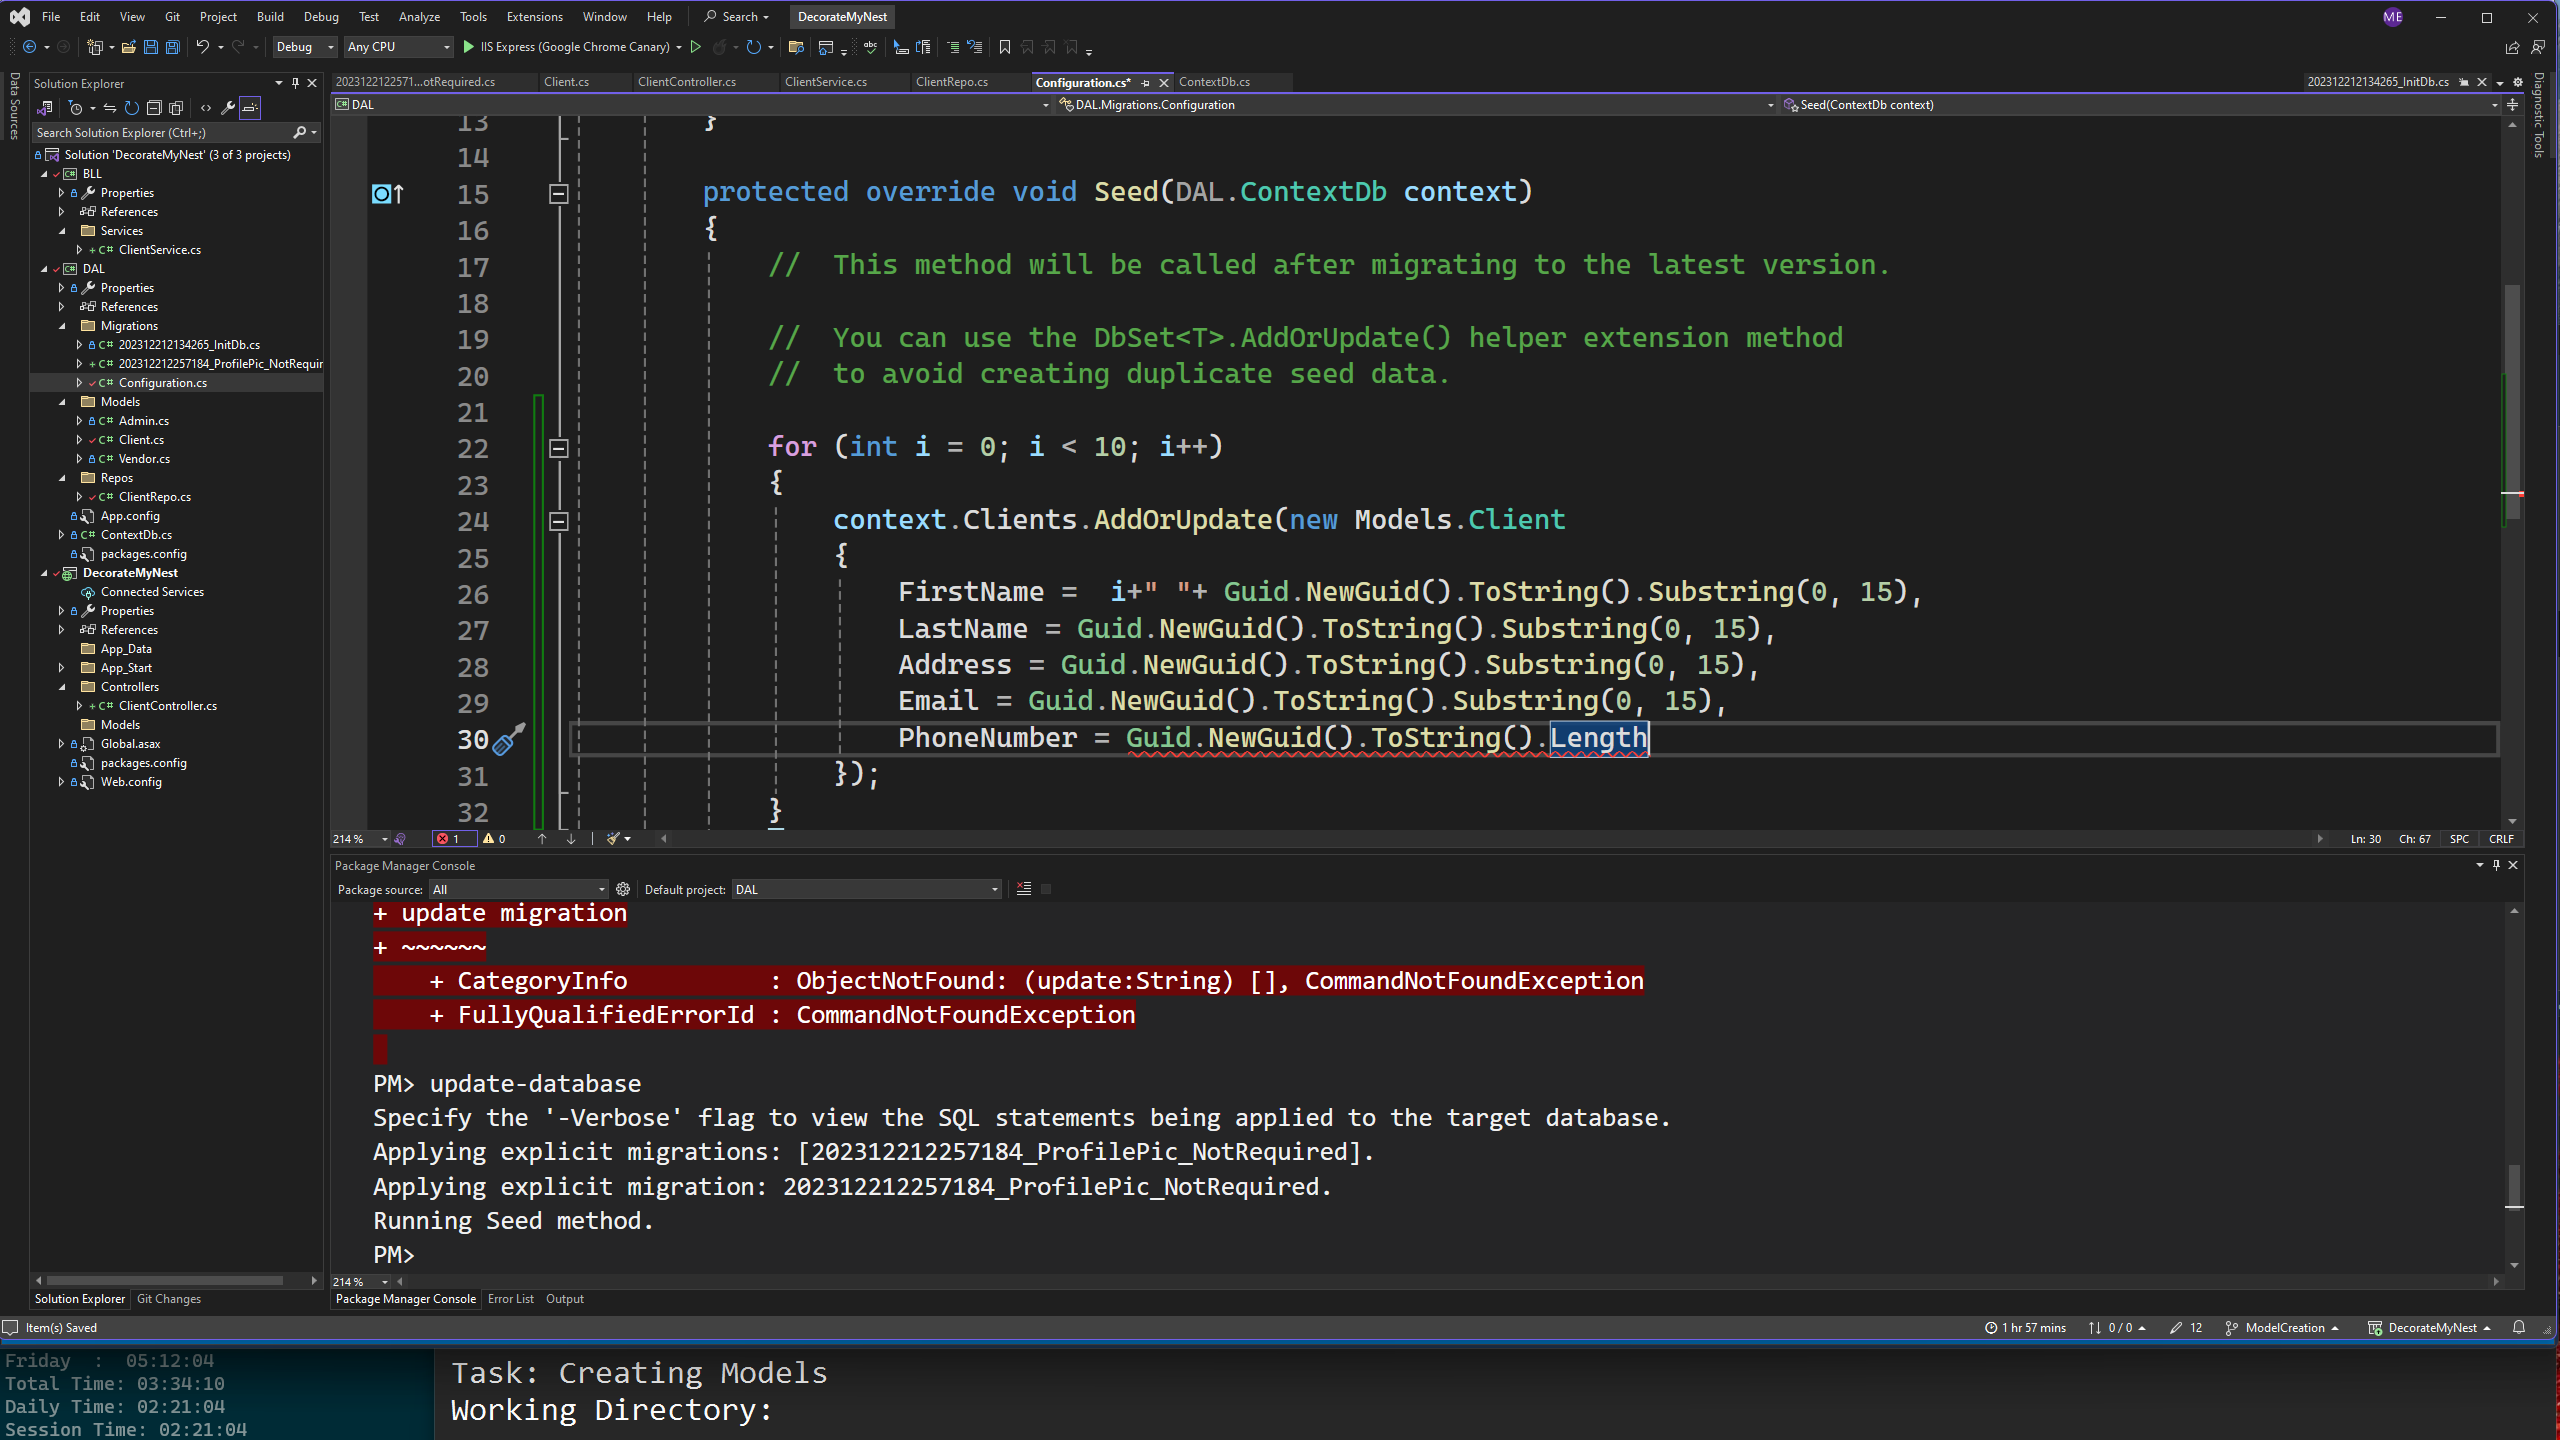 File Edit View Git Project Build Debug Test Analyze Tools Extensions Window Help Search DecorateMyNest ME
Debug Any CPU IIS Express (Google Chrome Canary)
Data Sources
Solution Explorer
Search Solution Explorer (Ctrl+;)
Solution 'DecorateMyNest' (3 of 3 projects)
BLL
Properties
References
Services
ClientService.cs
DAL
Properties
References
Migrations
202312212134265_InitDb.cs
202312212257184_ProfilePic_NotRequir
Configuration.cs
Models
Admin.cs
Client.cs
Vendor.cs
Repos
ClientRepo.cs
App.config
ContextDb.cs
packages.config
DecorateMyNest
Connected Services
Properties
References
App_Data
App_Start
Controllers
ClientController.cs
Models
Global.asax
packages.config
Web.config
Solution Explorer Git Changes
2023122122571...otRequired.cs Client.cs ClientController.cs ClientService.cs ClientRepo.cs Configuration.cs* ContextDb.cs 202312212134265_InitDb.cs
DAL DAL.Migrations.Configuration Seed(ContextDb context)
Diagnostic Tools
13 }
14
15 protected override void Seed(DAL.ContextDb context)
16 {
17 // This method will be called after migrating to the latest version.
18
19 // You can use the DbSet<T>.AddOrUpdate() helper extension method
20 // to avoid creating duplicate seed data.
21
22 for (int i = 0; i < 10; i++)
23 {
24 context.Clients.AddOrUpdate(new Models.Client
25 {
26 FirstName = i+" "+ Guid.NewGuid().ToString().Substring(0, 15),
27 LastName = Guid.NewGuid().ToString().Substring(0, 15),
28 Address = Guid.NewGuid().ToString().Substring(0, 15),
29 Email = Guid.NewGuid().ToString().Substring(0, 15),
30 PhoneNumber = Guid.NewGuid().ToString().Length
31 });
32 }
214 % 1 0 Ln: 30 Ch: 67 SPC CRLF
Package Manager Console
Package source: All Default project: DAL
+ update migration
+ ~~~~~~
+ CategoryInfo : ObjectNotFound: (update:String) [], CommandNotFoundException
+ FullyQualifiedErrorId : CommandNotFoundException
PM> update-database
Specify the '-Verbose' flag to view the SQL statements being applied to the target database.
Applying explicit migrations: [202312212257184_ProfilePic_NotRequired].
Applying explicit migration: 202312212257184_ProfilePic_NotRequired.
Running Seed method.
PM>
214 %
Package Manager Console Error List Output
Item(s) Saved 1 hr 57 mins 0 / 0 12 ModelCreation DecorateMyNest
Friday : 05:12:04
Total Time: 03:34:10
Daily Time: 02:21:04
Session Time: 02:21:04
Task: Creating Models
Working Directory: